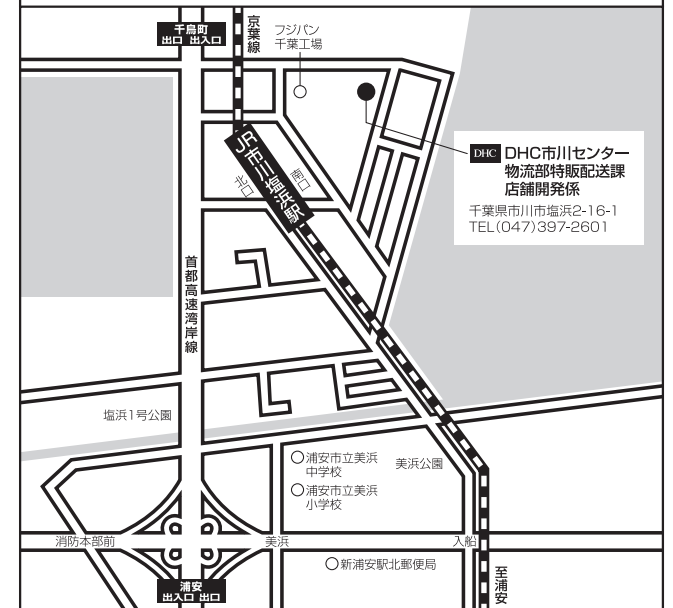 千鳥町
出口 出入口
京葉線
フジパン
千葉工場
JR市川塩浜駅
北口
南口
DHC DHC市川センター
物流部特販配送課
店舗開発係
千葉県市川市塩浜2-16-1
TEL(047)397-2601
首都高速湾岸線
塩浜1号公園
浦安市立美浜
中学校
美浜公園
浦安市立美浜
小学校
消防本部前
美浜
入船
新浦安駅北郵便局
浦安
出入口 出口
至浦安